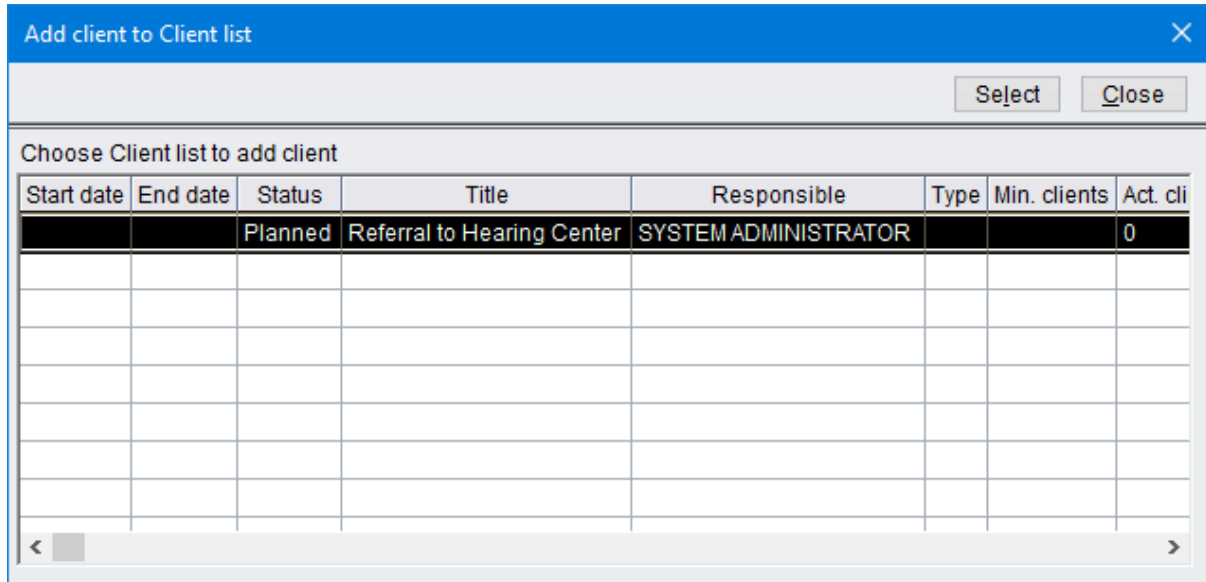 Add client to Client list
Select Close
Choose Client list to add client
Start date End date Status Title Responsible Type Min. clients Act. cli
Planned Referral to Hearing Center SYSTEM ADMINISTRATOR 0